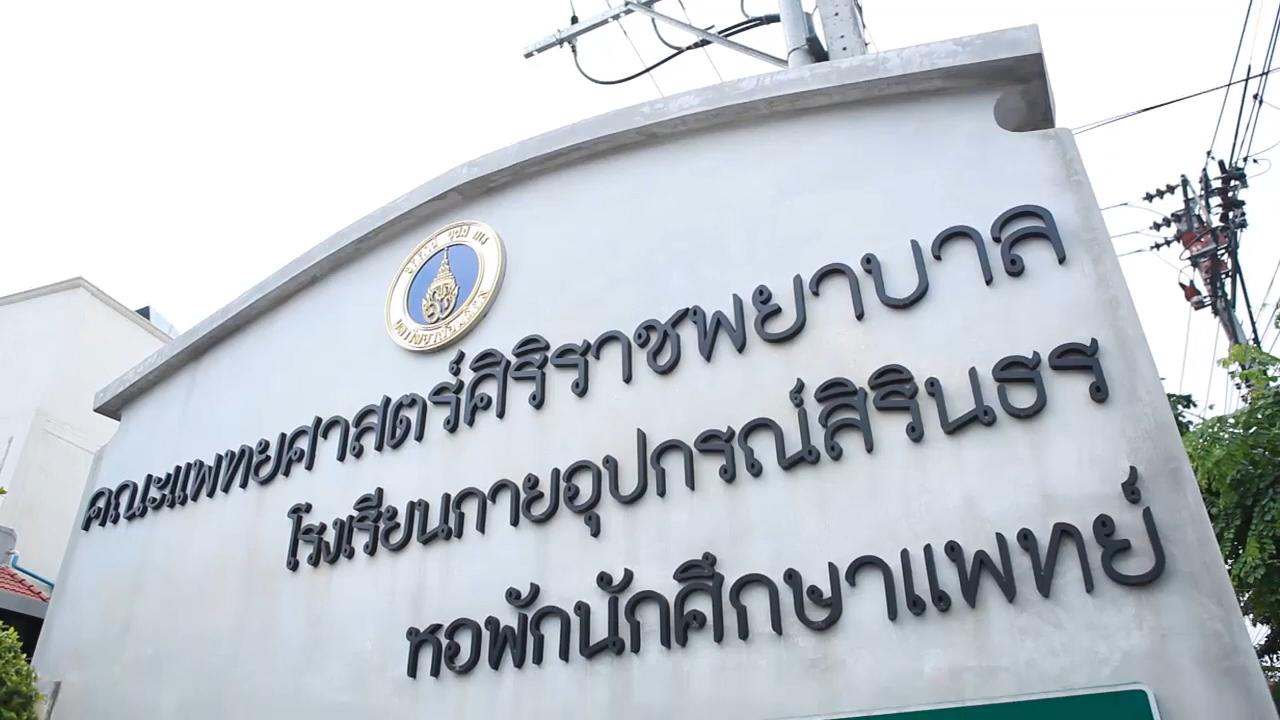 คณะแพทยศาสตร์ศิริราชพยาบาล
โรงเรียนกายอุปกรณ์สิรินธร
หอพักนักศึกษาแพทย์